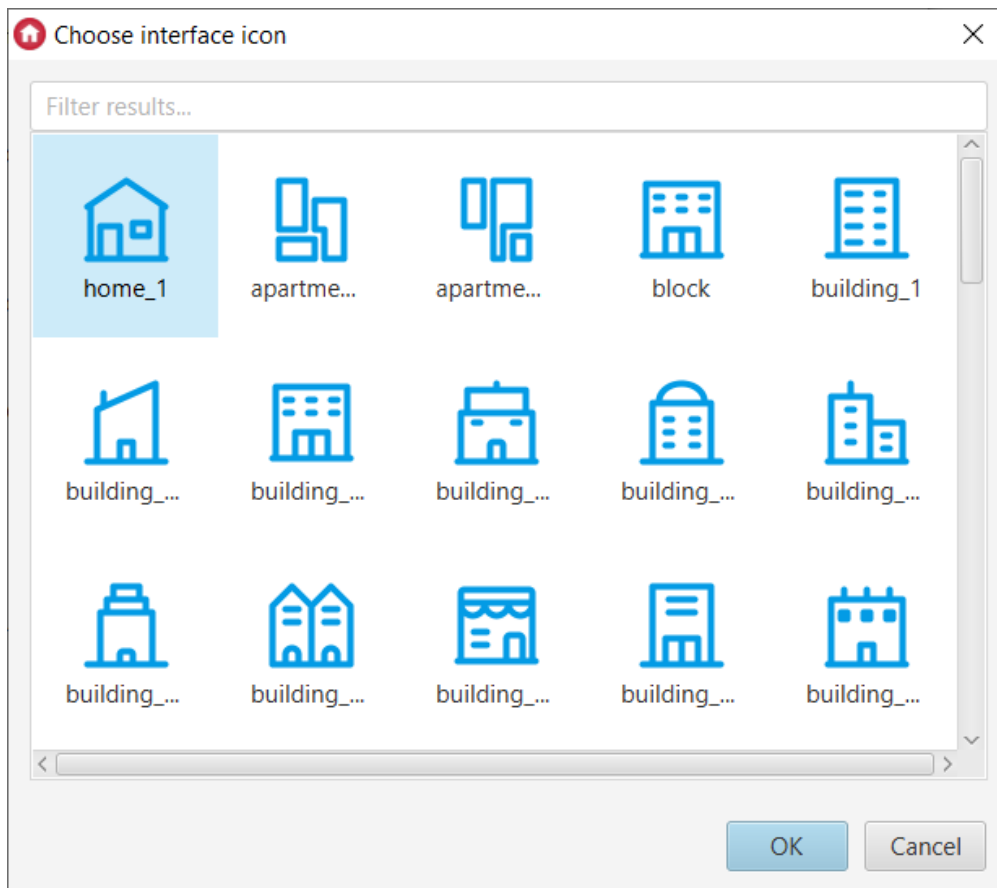 Choose interface icon
Filter results...
home_1 apartme... apartme... block building_1
building_... building_... building_... building_... building_...
building_... building_... building_... building_... building_...
OK Cancel